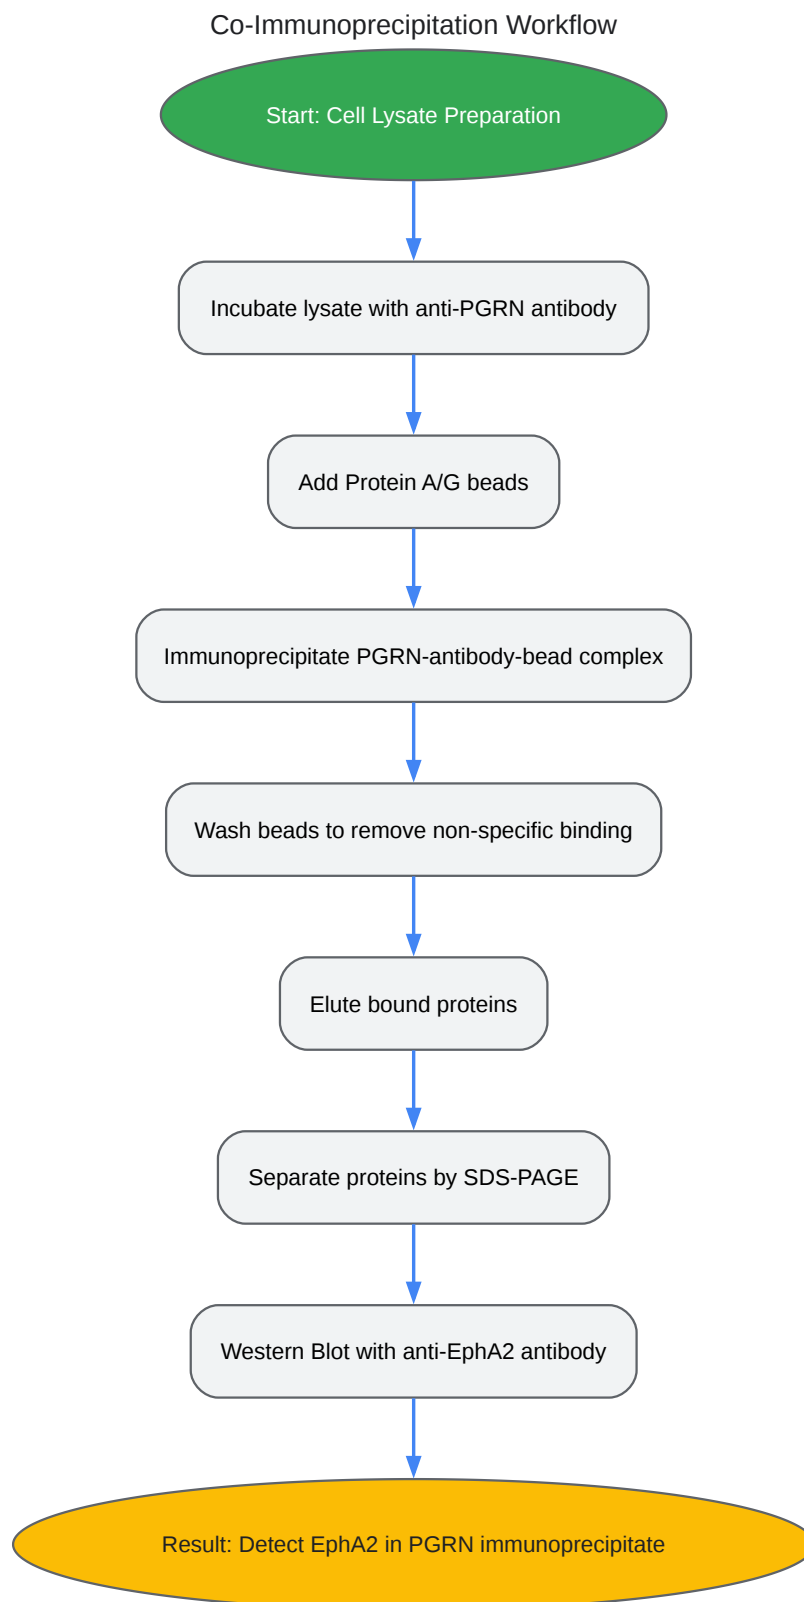 Co-Immunoprecipitation Workflow
Start: Cell Lysate Preparation
Incubate lysate with anti-PGRN antibody
Add Protein A/G beads
Immunoprecipitate PGRN-antibody-bead complex
Wash beads to remove non-specific binding
Elute bound proteins
Separate proteins by SDS-PAGE
Western Blot with anti-EphA2 antibody
Result: Detect EphA2 in PGRN immunoprecipitate